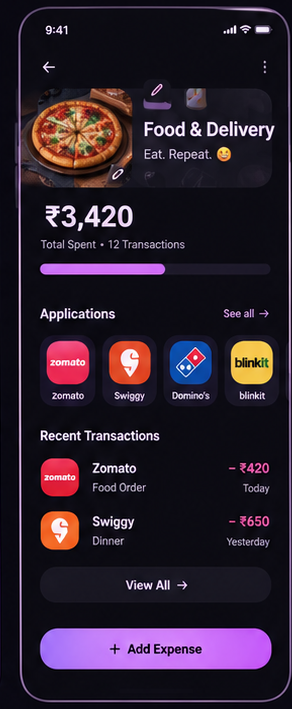 9:41
Food & Delivery
Eat. Repeat. 😋
₹3,420
Total Spent • 12 Transactions
Applications
See all →
zomato
blinkit
zomato
Swiggy
Domino's
blinkit
Recent Transactions
zomato
Zomato
– ₹420
Food Order
Today
Swiggy
– ₹650
Dinner
Yesterday
View All →
+ Add Expense